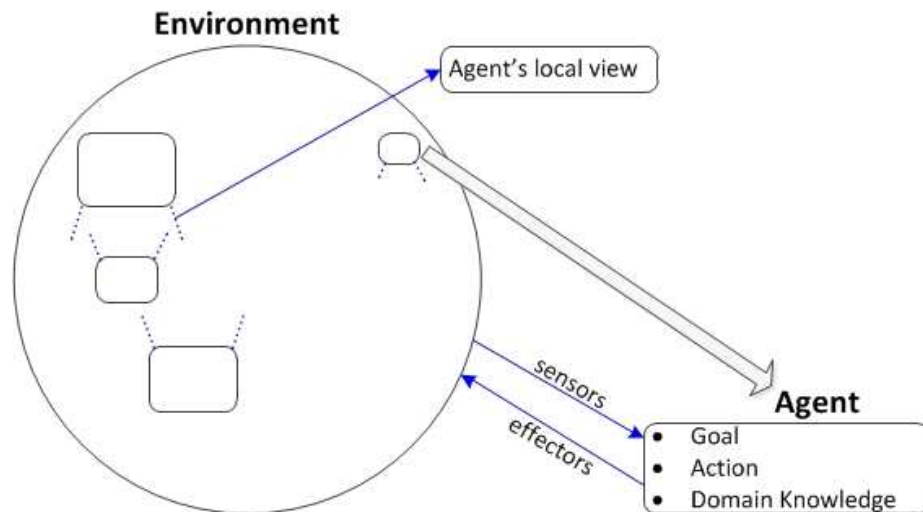 Environment
Agent's local view
sensors
effectors
Agent
• Goal
• Action
• Domain Knowledge